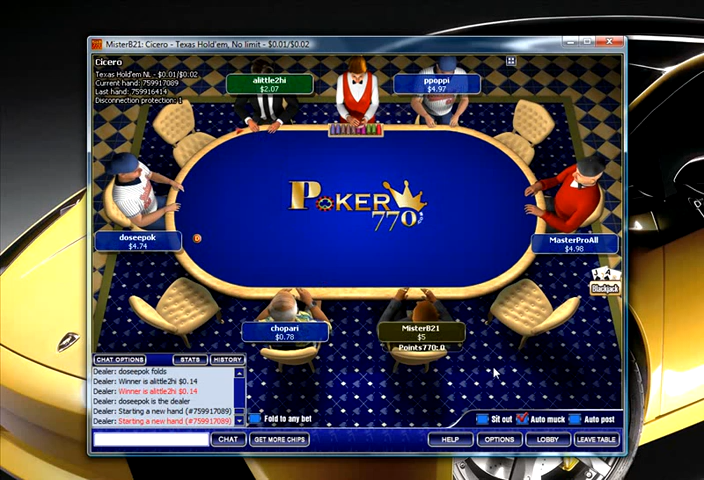 MisterB21: Cicero - Texas Hold'em, No limit - $0.01/$0.02
Cicero
Texas Hold'em NL - $0.01/$0.02
Current hand: 759917089
Last hand: 759916414
Disconnection protection: 1
alittle2hi
$2.07
ppoppi
$4.97
POKER
770
doseepok
$4.74
D
MasterProAll
$4.98
Blackjack
chopari
$0.78
MisterB21
$5
Points770: 0
CHAT OPTIONS
STATS
HISTORY
Dealer: doseepok folds
Dealer: Winner is alittle2hi $0.14
Dealer: Winner is alittle2hi $0.14
Dealer: doseepok is the dealer
Dealer: Starting a new hand (#759917089)
Dealer: Starting a new hand (#759917089)
Fold to any bet
Sit out
Auto muck
Auto post
CHAT
GET MORE CHIPS
HELP
OPTIONS
LOBBY
LEAVE TABLE